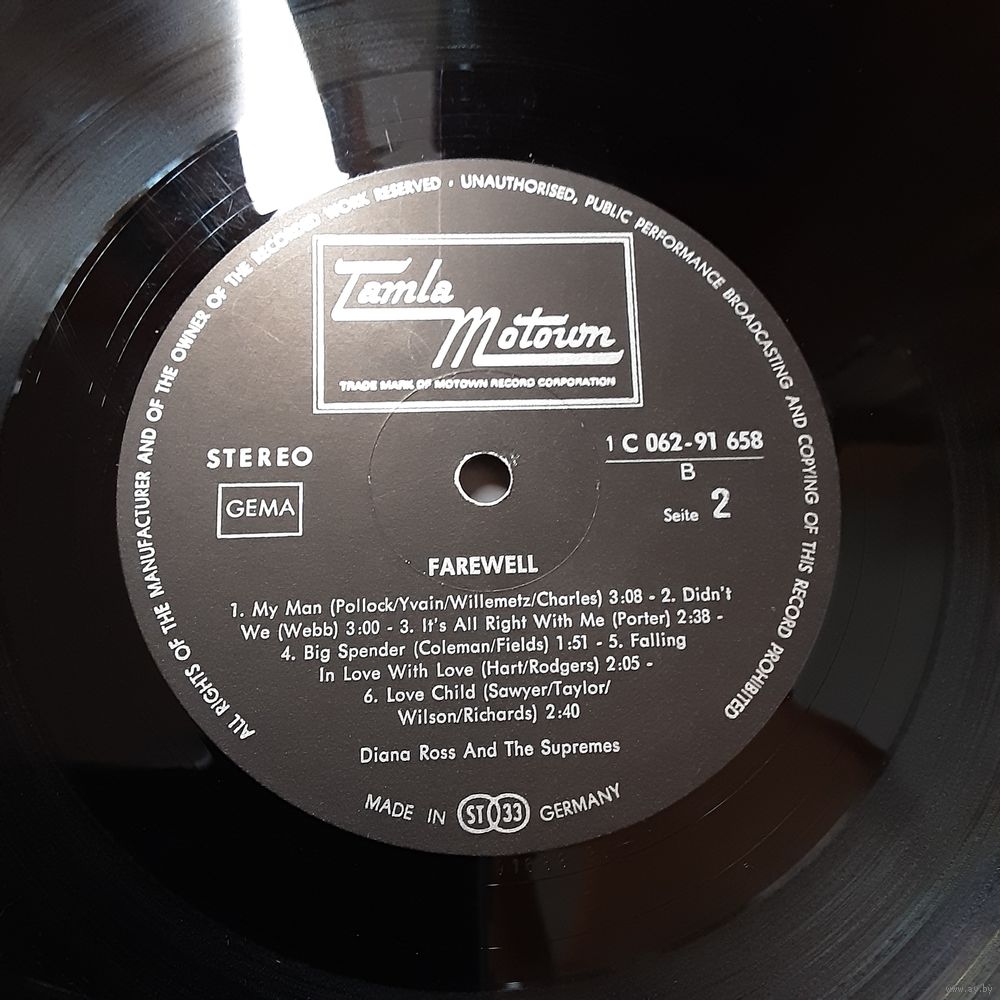 ALL RIGHTS OF THE MANUFACTURER AND OF THE OWNER OF THE RECORDED WORK RESERVED · UNAUTHORISED, PUBLIC PERFORMANCE BROADCASTING AND COPYING OF THIS RECORD PROHIBITED
Tamla
Motown
TRADE MARK OF MOTOWN RECORD CORPORATION
STEREO
GEMA
1 C 062-91 658
B
Seite 2
FAREWELL
1. My Man (Pollock/Yvain/Willemetz/Charles) 3:08 - 2. Didn't
We (Webb) 3:00 - 3. It's All Right With Me (Porter) 2:38 -
4. Big Spender (Coleman/Fields) 1:51 - 5. Falling
In Love With Love (Hart/Rodgers) 2:05 -
6. Love Child (Sawyer/Taylor/
Wilson/Richards) 2:40
Diana Ross And The Supremes
MADE IN ST 33 GERMANY
www.ay.by